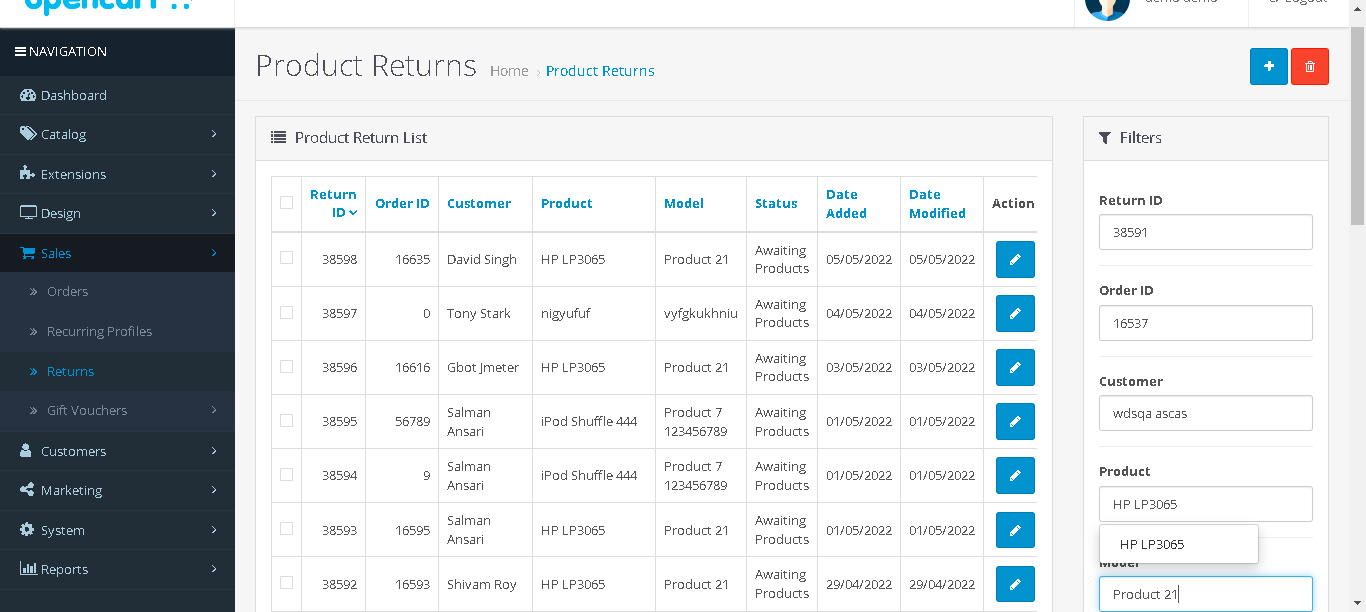 opencart
demo demo
Logout
NAVIGATION
Dashboard
Catalog
Extensions
Design
Sales
Orders
Recurring Profiles
Returns
Gift Vouchers
Customers
Marketing
System
Reports
Product Returns Home › Product Returns
Product Return List
Return ID Order ID Customer Product Model Status Date Added Date Modified Action
38598 16635 David Singh HP LP3065 Product 21 Awaiting Products 05/05/2022 05/05/2022
38597 0 Tony Stark nigyufuf vyfgkukhniu Awaiting Products 04/05/2022 04/05/2022
38596 16616 Gbot Jmeter HP LP3065 Product 21 Awaiting Products 03/05/2022 03/05/2022
38595 56789 Salman Ansari iPod Shuffle 444 Product 7 123456789 Awaiting Products 01/05/2022 01/05/2022
38594 9 Salman Ansari iPod Shuffle 444 Product 7 123456789 Awaiting Products 01/05/2022 01/05/2022
38593 16595 Salman Ansari HP LP3065 Product 21 Awaiting Products 01/05/2022 01/05/2022
38592 16593 Shivam Roy HP LP3065 Product 21 Awaiting Products 29/04/2022 29/04/2022
Filters
Return ID
38591
Order ID
16537
Customer
wdsqa ascas
Product
HP LP3065
HP LP3065
Model
Product 21